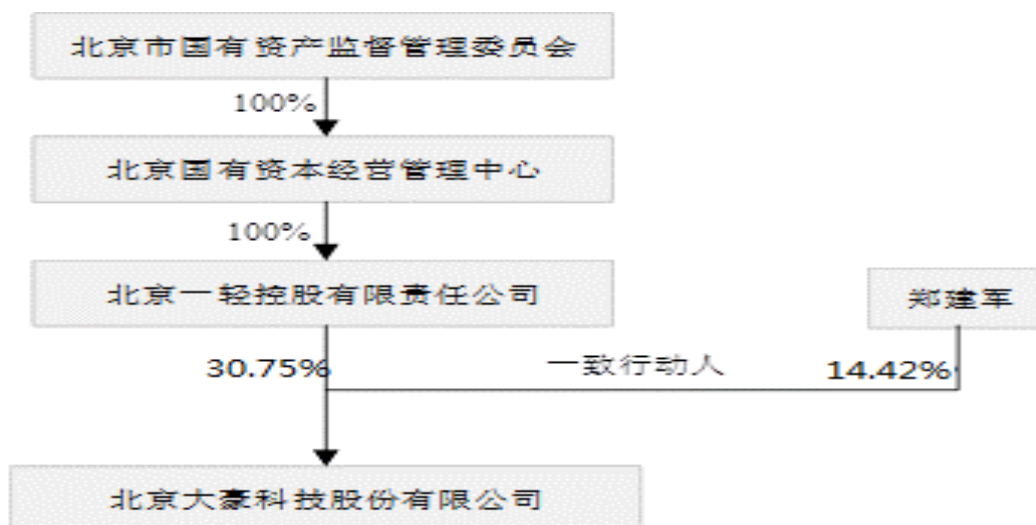 北京市国有资产监督管理委员会
100%
北京国有资本经营管理中心
100%
北京一轻控股有限责任公司
郑建军
30.75%
一致行动人
14.42%
北京大豪科技股份有限公司